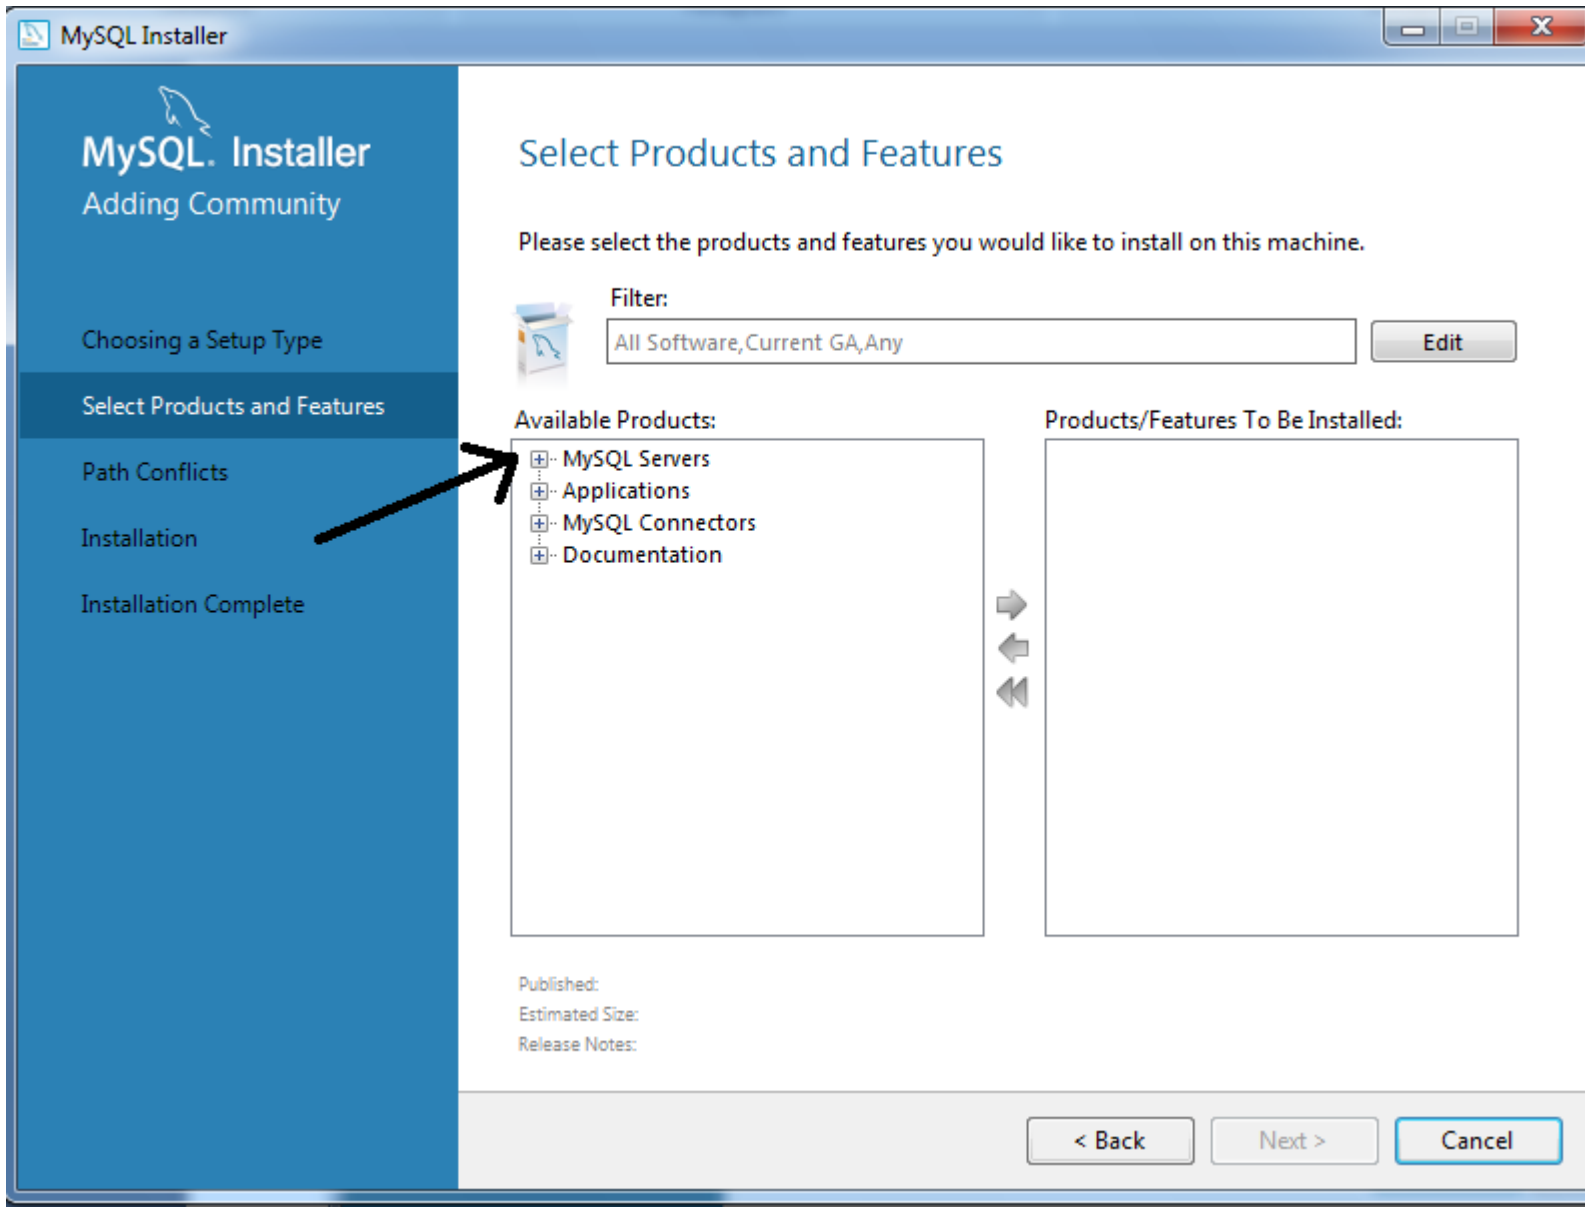 MySQL Installer
MySQL. Installer
Adding Community
Choosing a Setup Type
Select Products and Features
Path Conflicts
Installation
Installation Complete
Select Products and Features
Please select the products and features you would like to install on this machine.
Filter:
All Software,Current GA,Any
Edit
Available Products:
MySQL Servers
Applications
MySQL Connectors
Documentation
Products/Features To Be Installed:
Published:
Estimated Size:
Release Notes:
< Back
Next >
Cancel